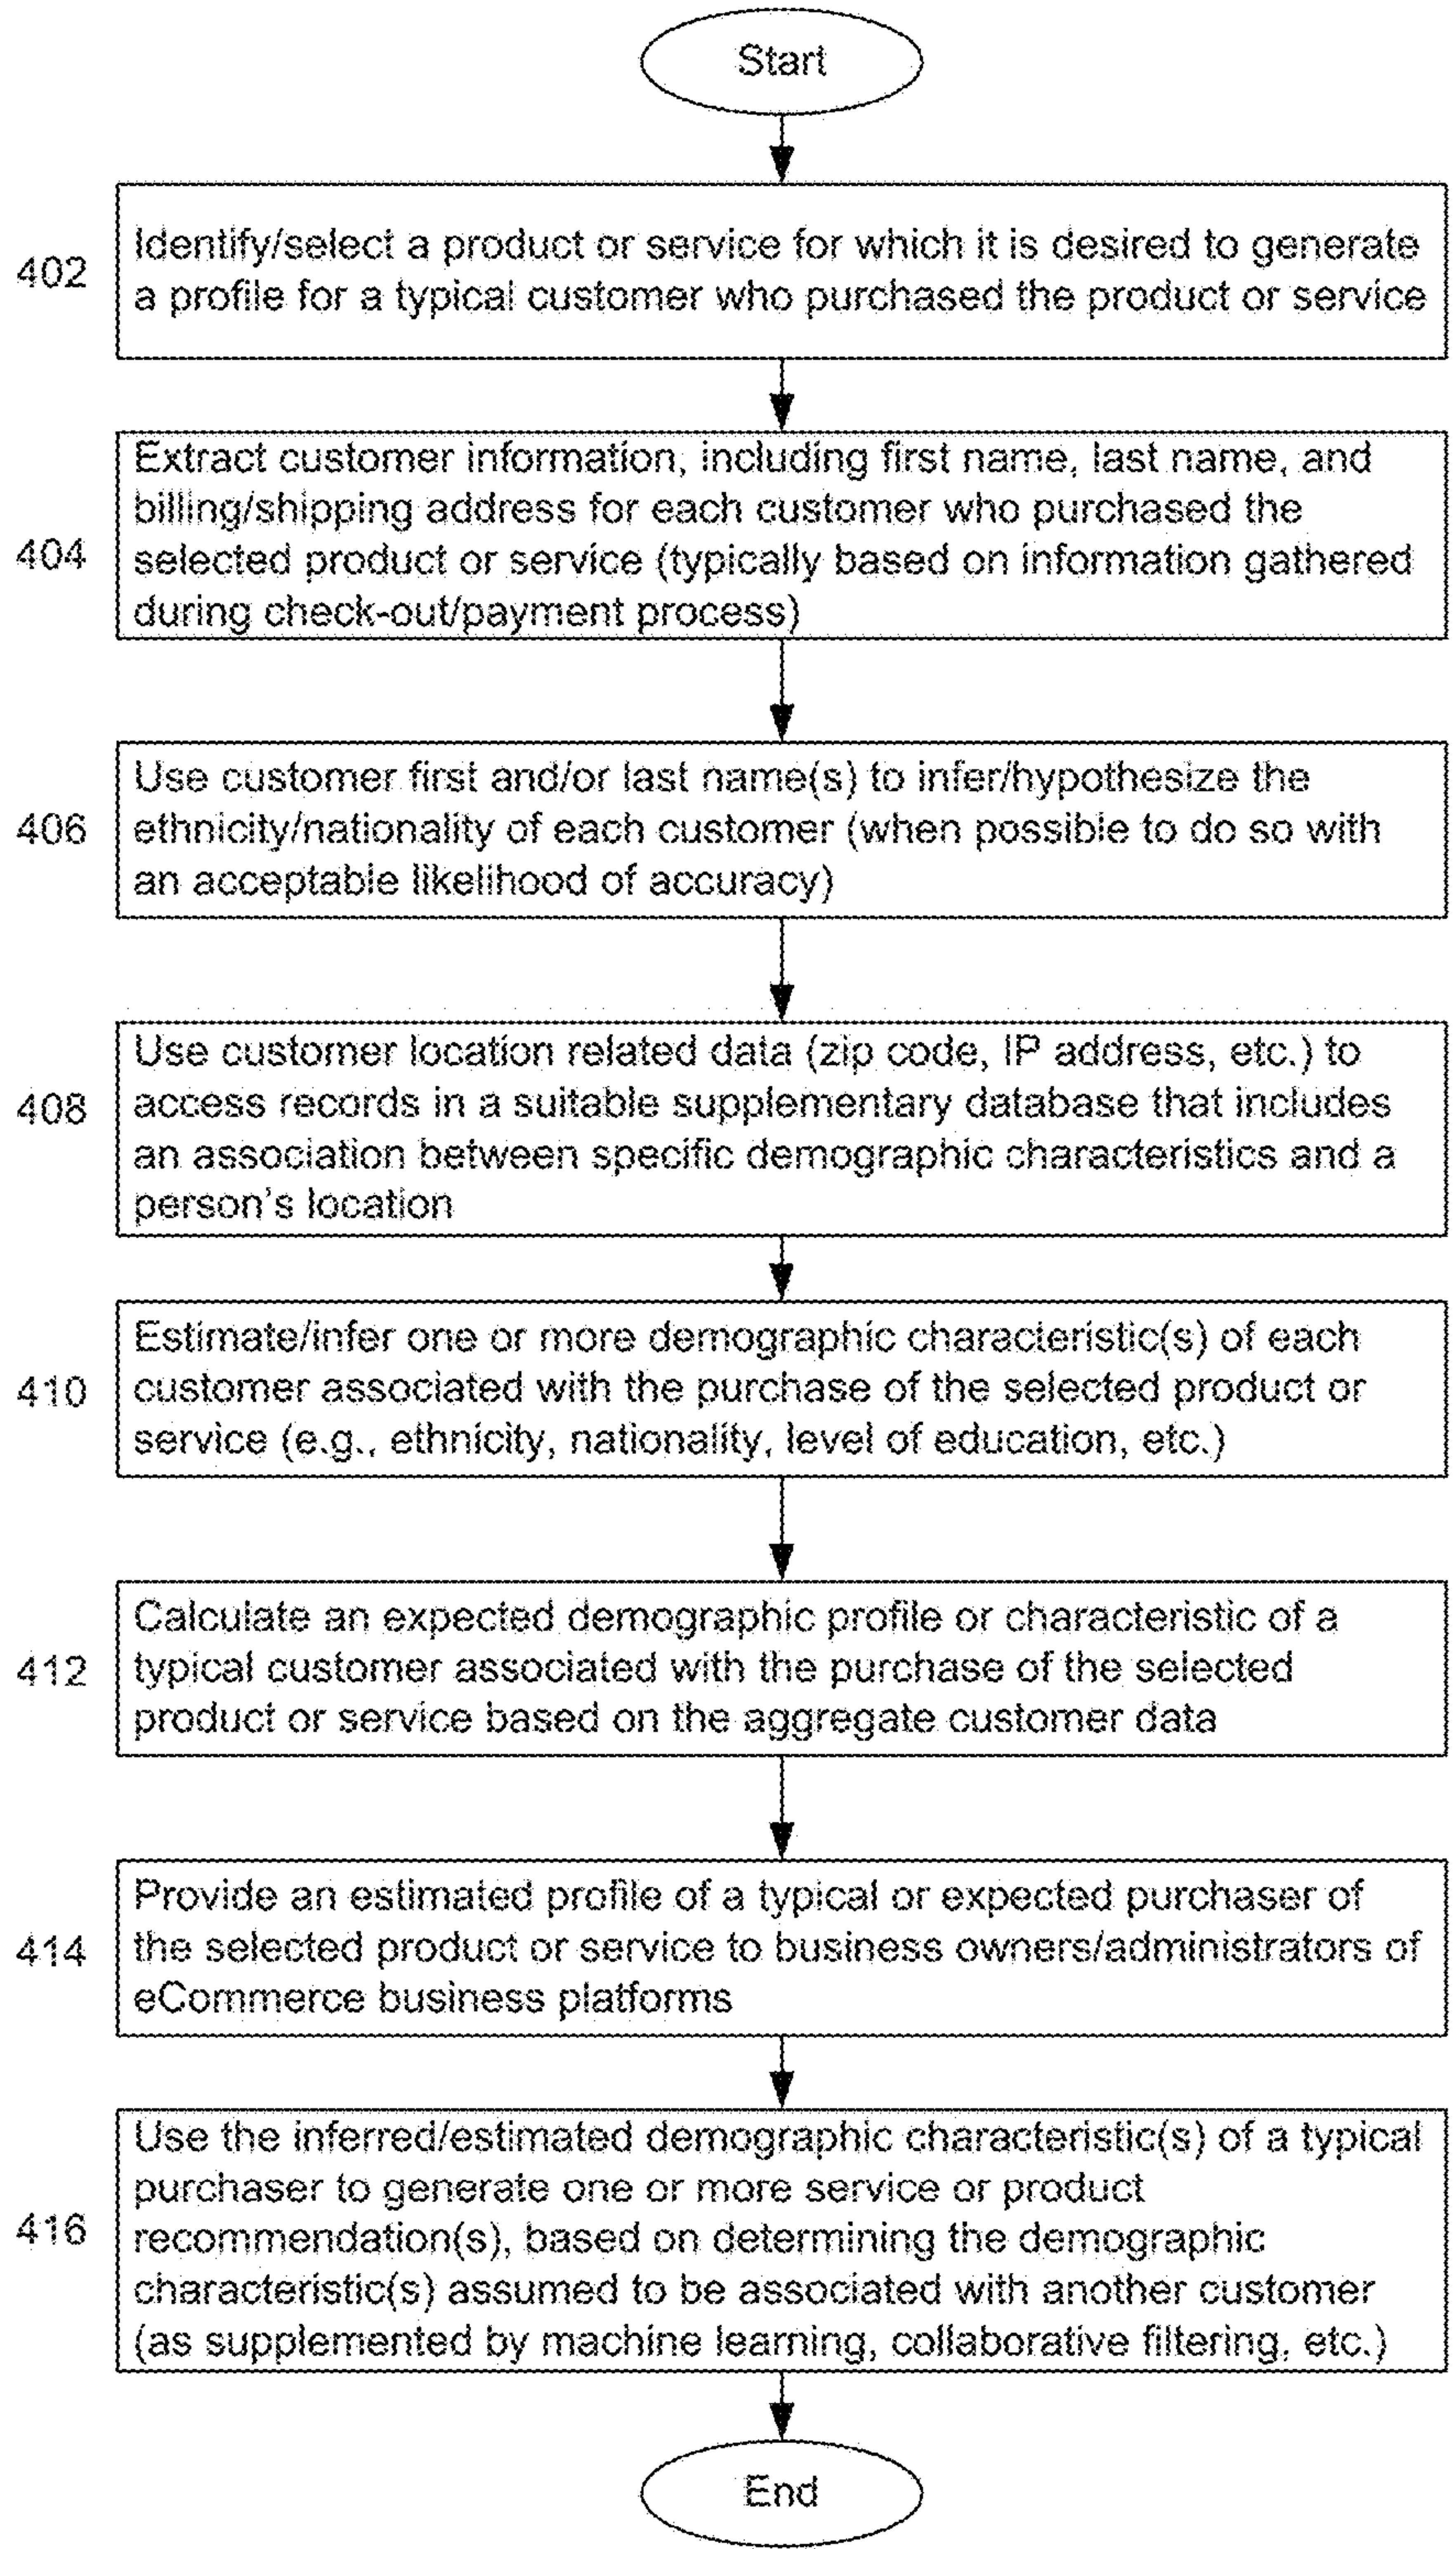 Start
402
Identify/select a product or service for which it is desired to generate
a profile for a typical customer who purchased the product or service
404
Extract customer information, including first name, last name, and
billing/shipping address for each customer who purchased the
selected product or service (typically based on information gathered
during check-out/payment process)
406
Use customer first and/or last name(s) to infer/hypothesize the
ethnicity/nationality of each customer (when possible to do so with
an acceptable likelihood of accuracy)
408
Use customer location related data (zip code, IP address, etc.) to
access records in a suitable supplementary database that includes
an association between specific demographic characteristics and a
person's location
410
Estimate/infer one or more demographic characteristic(s) of each
customer associated with the purchase of the selected product or
service (e.g., ethnicity, nationality, level of education, etc.)
412
Calculate an expected demographic profile or characteristic of a
typical customer associated with the purchase of the selected
product or service based on the aggregate customer data
414
Provide an estimated profile of a typical or expected purchaser of
the selected product or service to business owners/administrators of
eCommerce business platforms
416
Use the inferred/estimated demographic characteristic(s) of a typical
purchaser to generate one or more service or product
recommendation(s), based on determining the demographic
characteristic(s) assumed to be associated with another customer
(as supplemented by machine learning, collaborative filtering, etc.)
End